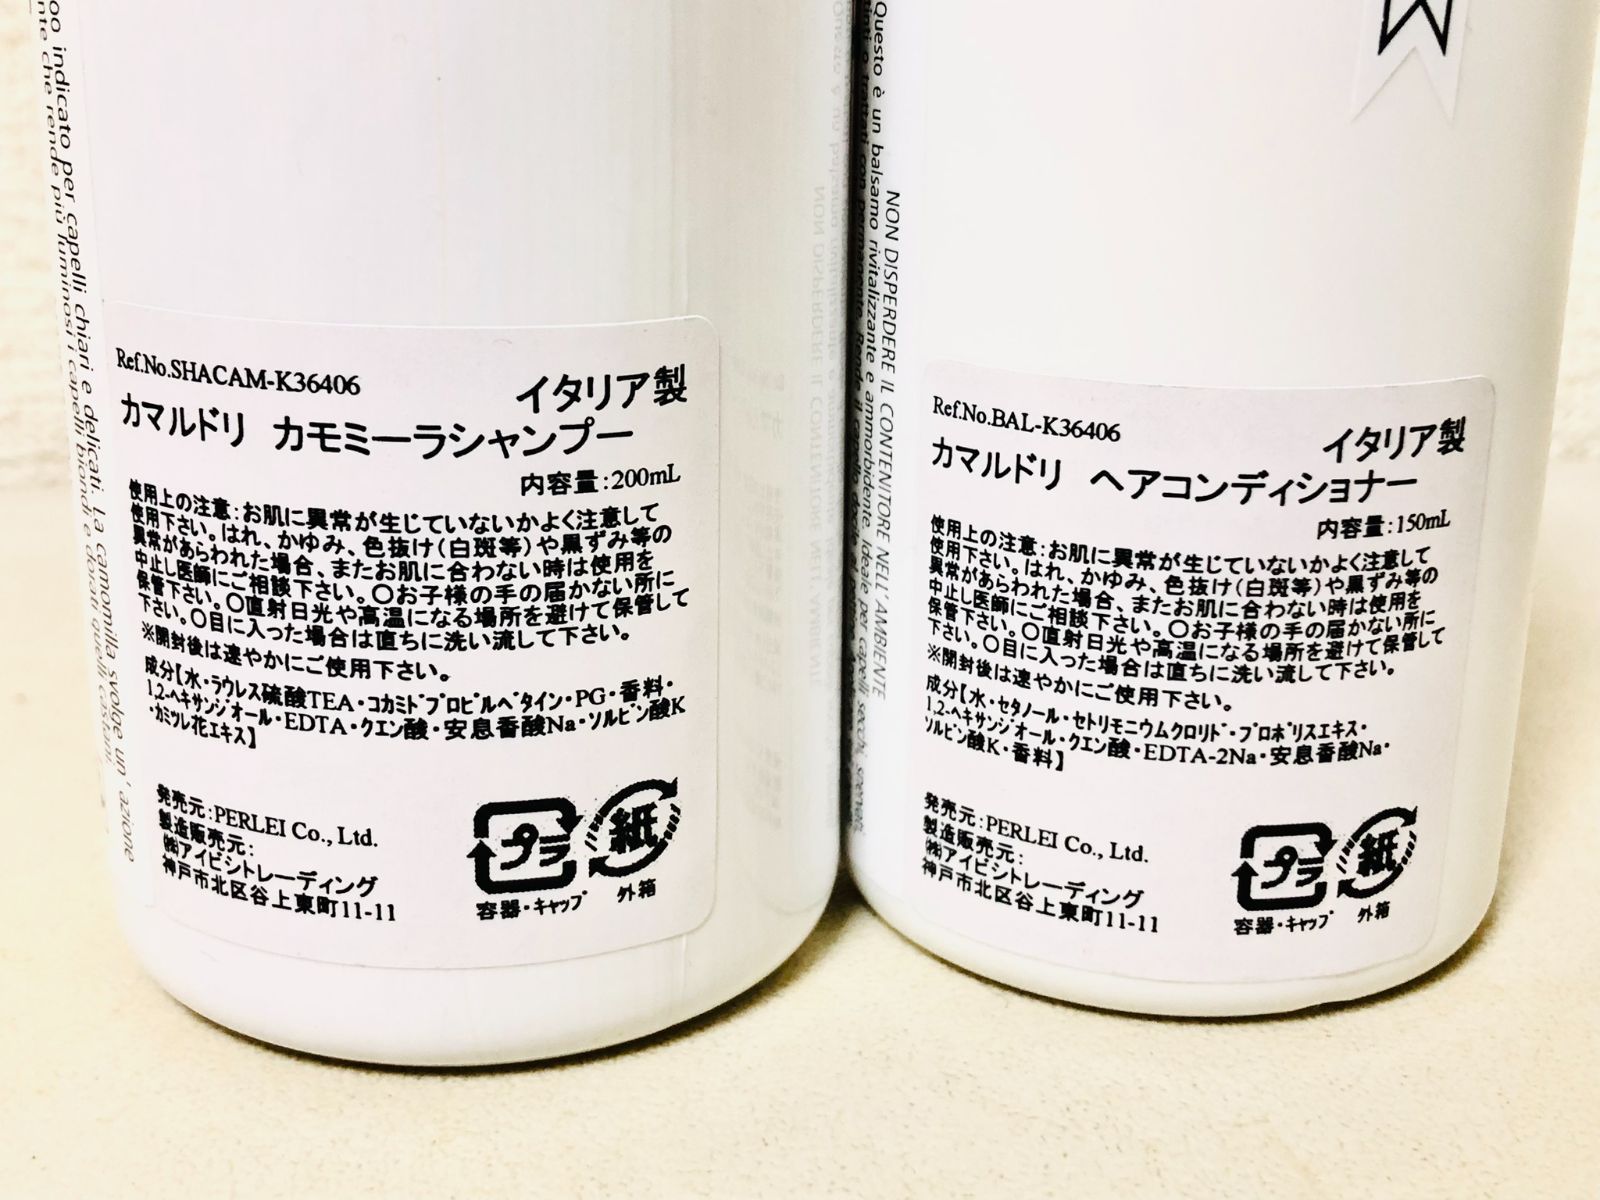 oo indicato per capelli chiari e delicati. La camomilla svolge un' azione
nte che rende più luminosi i capelli biondi e dorati quelli castani.
Ref.No.SHACAM-K36406
イタリア製
カマルドリ カモミーラシャンプー
内容量:200mL
使用上の注意:お肌に異常が生じていないかよく注意して
使用下さい。はれ、かゆみ、色抜け(白斑等)や黒ずみ等の
異常があらわれた場合、またお肌に合わない時は使用を
中止し医師にご相談下さい。○お子様の手の届かない所に
保管下さい。○直射日光や高温になる場所を避けて保管して
下さい。○目に入った場合は直ちに洗い流して下さい。
※開封後は速やかにご使用下さい。
成分【水・ラウレス硫酸TEA・コカミドプロピルベタイン・PG・香料・
1,2-ヘキサンジオール・EDTA・クエン酸・安息香酸Na・ソルビン酸K
・カミツレ花エキス】
発売元:PERLEI Co., Ltd.
製造販売元:
㈱アイビシトレーディング
神戸市北区谷上東町11-11
プラ
容器・キャップ
紙
外箱
Questo è un balsamo rivitalizzante e ammorbidente. Ideale per capelli secchi,
NON DISPERDERE IL CONTENITORE NELL'AMBIENTE
Ref.No.BAL-K36406
イタリア製
カマルドリ ヘアコンディショナー
内容量:150mL
使用上の注意:お肌に異常が生じていないかよく注意して
使用下さい。はれ、かゆみ、色抜け(白斑等)や黒ずみ等の
異常があらわれた場合、またお肌に合わない時は使用を
中止し医師にご相談下さい。○お子様の手の届かない所に
保管下さい。○直射日光や高温になる場所を避けて保管して
下さい。○目に入った場合は直ちに洗い流して下さい。
※開封後は速やかにご使用下さい。
成分【水・セタノール・セトリモニウムクロリド・プロポリスエキス・
1,2-ヘキサンジオール・クエン酸・EDTA-2Na・安息香酸Na・
ソルビン酸K・香料】
発売元:PERLEI Co., Ltd.
製造販売元:
㈱アイビシトレーディング
神戸市北区谷上東町11-11
プラ
容器・キャップ
紙
外箱